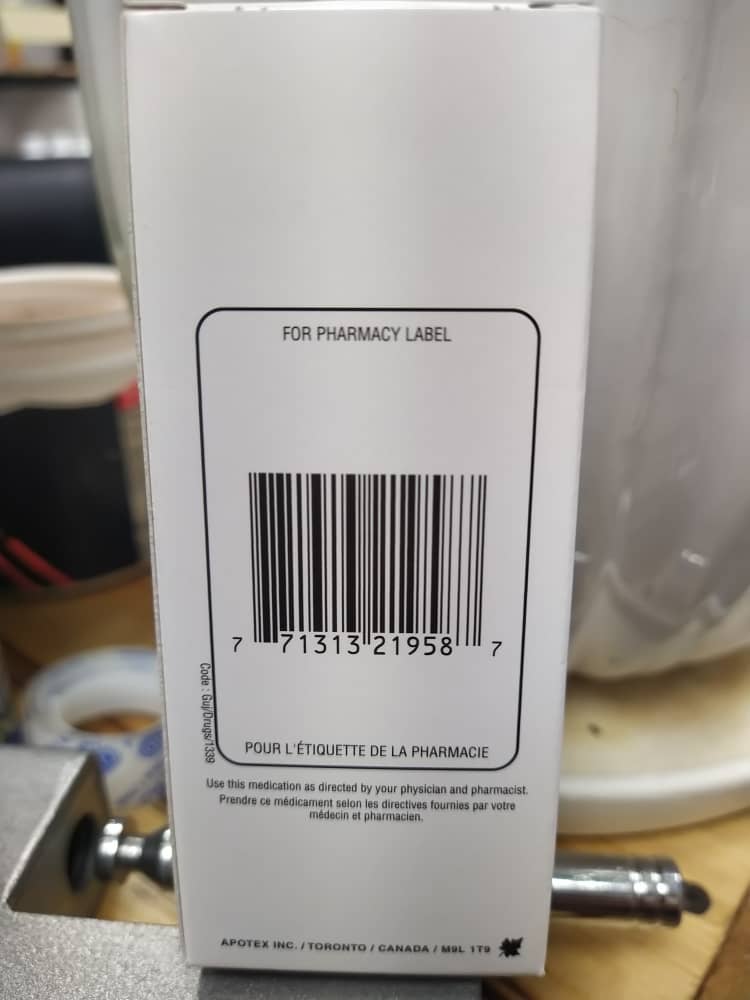 FOR PHARMACY LABEL
7 71313 21958 7
Code : Guj/Drugs/1339
POUR L'ÉTIQUETTE DE LA PHARMACIE
Use this medication as directed by your physician and pharmacist.
Prendre ce médicament selon les directives fournies par votre
médecin et pharmacien.
APOTEX INC. / TORONTO / CANADA / M9L 1T9